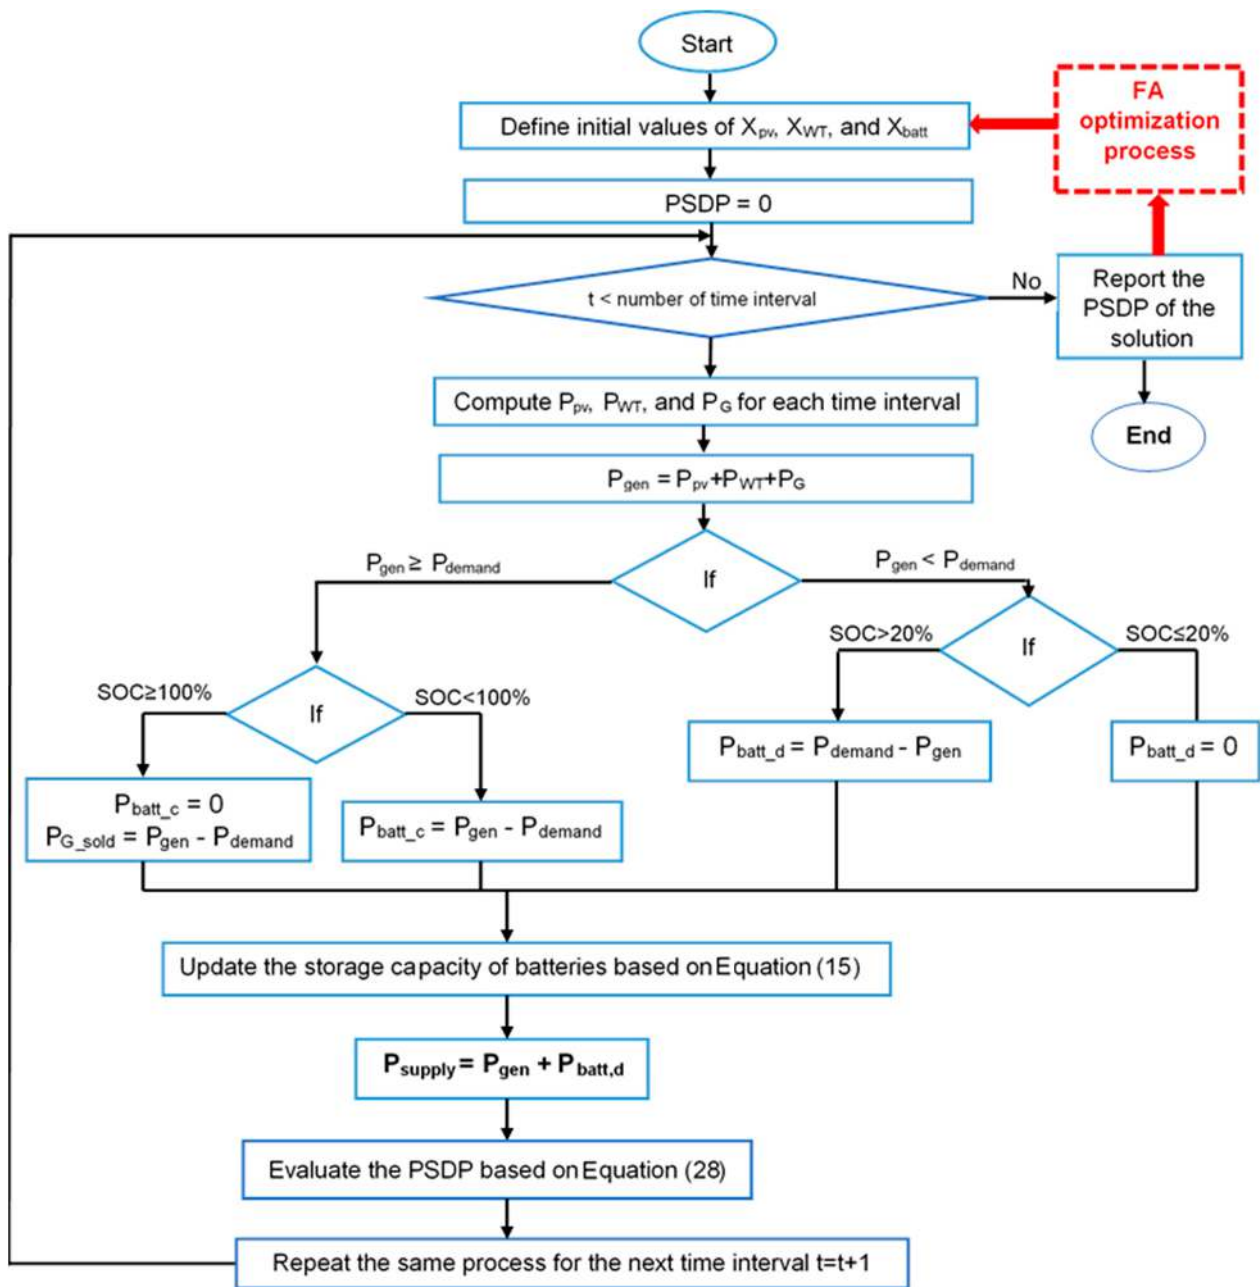 Start
FA
optimization
process
Define initial values of Xpv, XWT, and Xbatt
PSDP = 0
t < number of time interval
No
Report the
PSDP of the
solution
End
Compute Ppv, PWT, and PG for each time interval
Pgen = Ppv+PWT+PG
If
Pgen ≥ Pdemand
Pgen < Pdemand
If
SOC>20%
SOC≤20%
If
SOC≥100%
SOC<100%
Pbatt_d = Pdemand - Pgen
Pbatt_d = 0
Pbatt_c = 0
PG_sold = Pgen - Pdemand
Pbatt_c = Pgen - Pdemand
Update the storage capacity of batteries based on Equation (15)
Psupply = Pgen + Pbatt,d
Evaluate the PSDP based on Equation (28)
Repeat the same process for the next time interval t=t+1